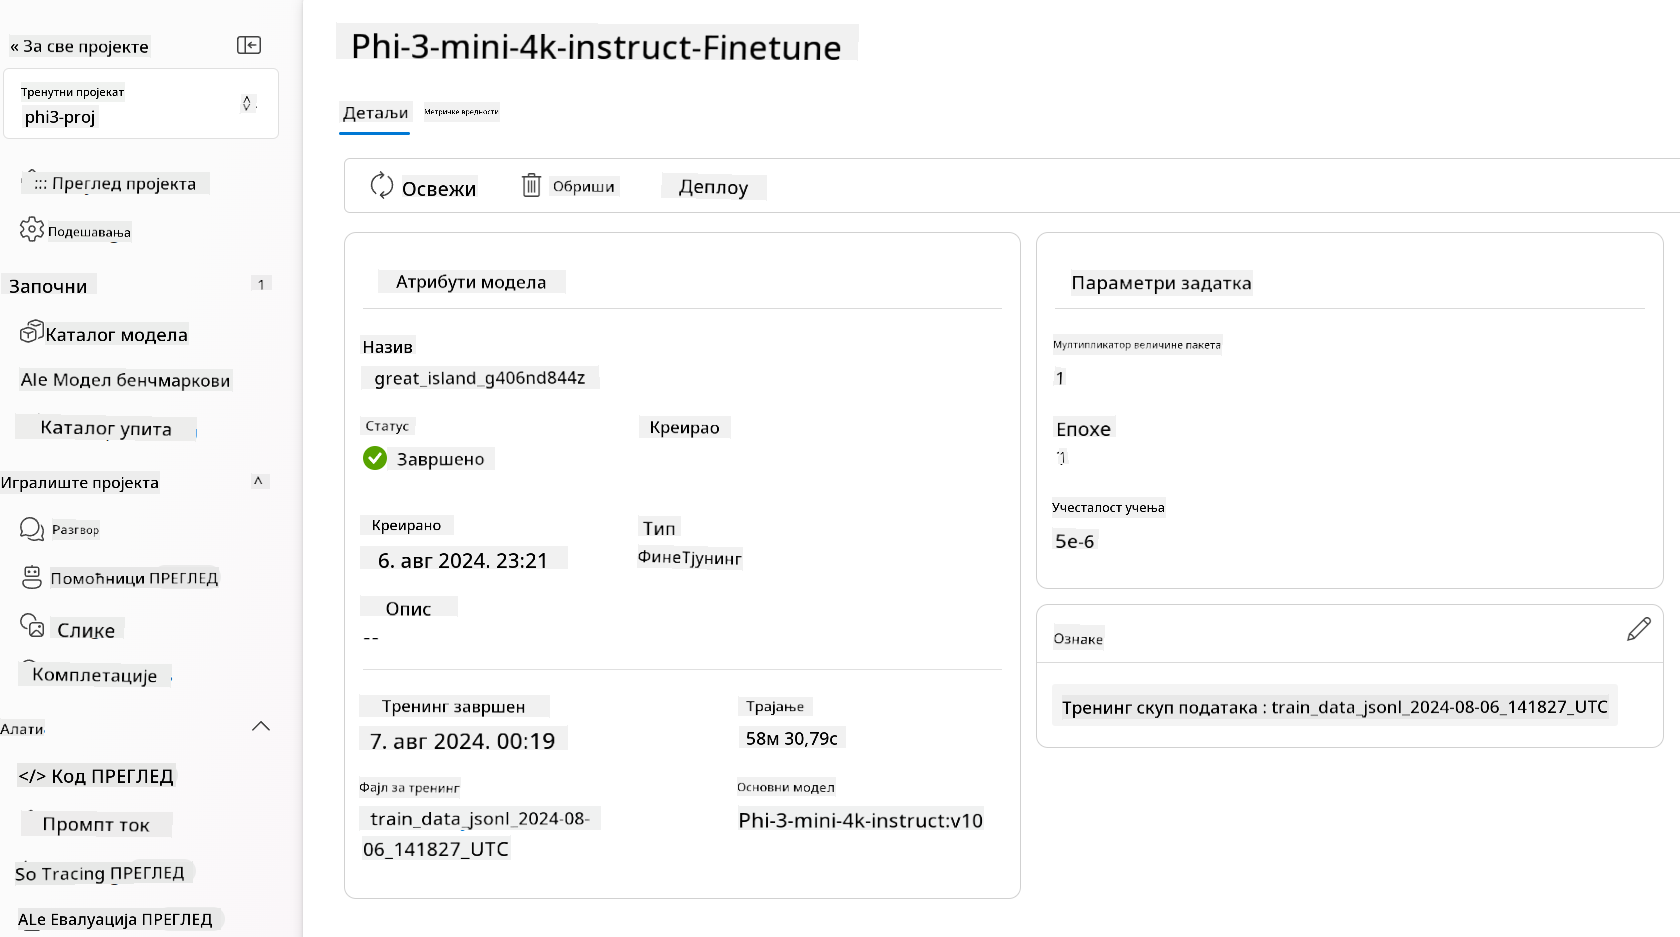 « За све пројекте
Тренутни пројекат
phi3-proj
::: Преглед пројекта
Подешавања
Започни
1
Каталог модела
Ale Модел бенчмаркови
Каталог упита
Игралиште пројекта
^
Разгвор
Помоћници ПРЕГЛЕД
Слике
Комплетације
Алати
</> Код ПРЕГЛЕД
Промпт ток
So Tracing ПРЕГЛЕД
ALe Евалуација ПРЕГЛЕД
Phi-3-mini-4k-instruct-Finetune
Детаљи
Метричке вредности
Освежи
Обриши
Деплоу
Атрибути модела
Назив
great_island_g406nd844z
Статус
Креирао
Завршено
Креирано
Тип
6. авг 2024. 23:21
ФинеТјунинг
Опис
--
Тренинг завршен
Трајање
7. авг 2024. 00:19
58м 30,79с
Фајл за тренинг
Основни модел
train_data_jsonl_2024-08-
06_141827_UTC
Phi-3-mini-4k-instruct:v10
Параметри задатка
Мултипликатор величине пакета
1
Епохе
1
Учесталост учења
5e-6
Ознаке
Тренинг скуп података : train_data_jsonl_2024-08-06_141827_UTC